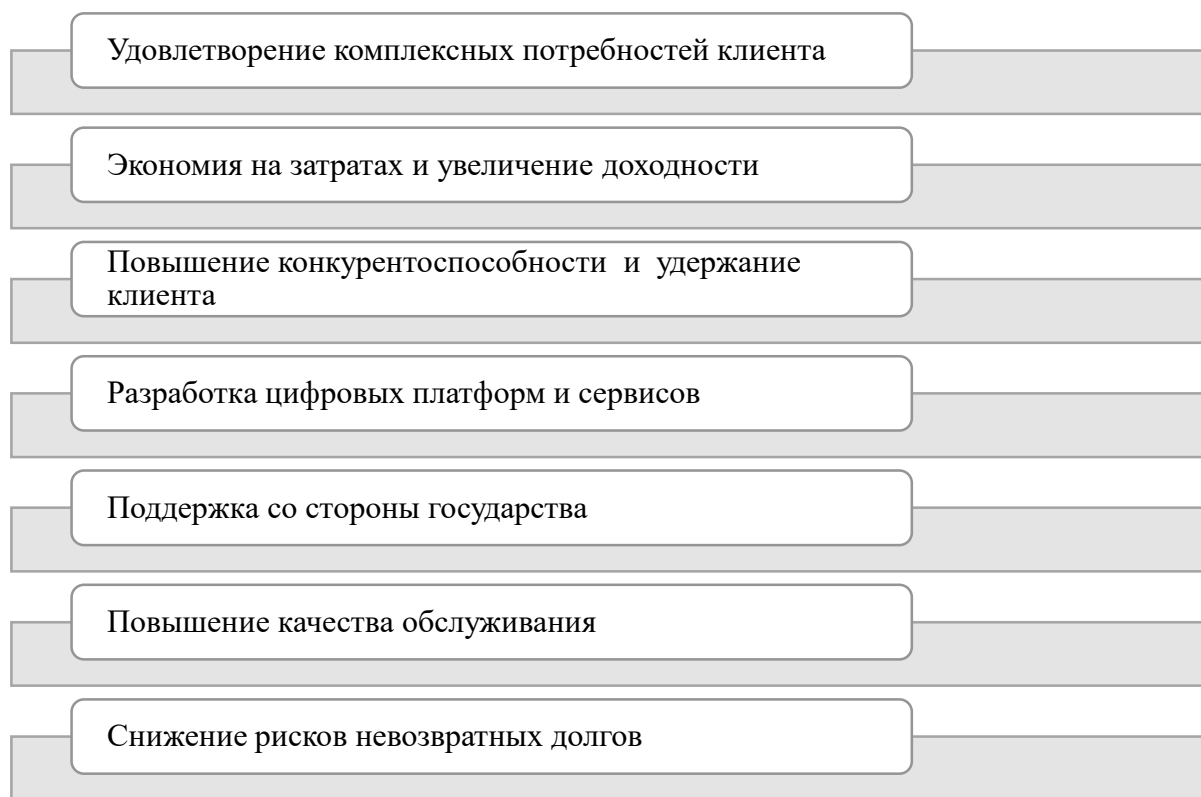 Удовлетворение комплексных потребностей клиента
Экономия на затратах и увеличение доходности
Повышение конкурентоспособности и удержание
клиента
Разработка цифровых платформ и сервисов
Поддержка со стороны государства
Повышение качества обслуживания
Снижение рисков невозвратных долгов